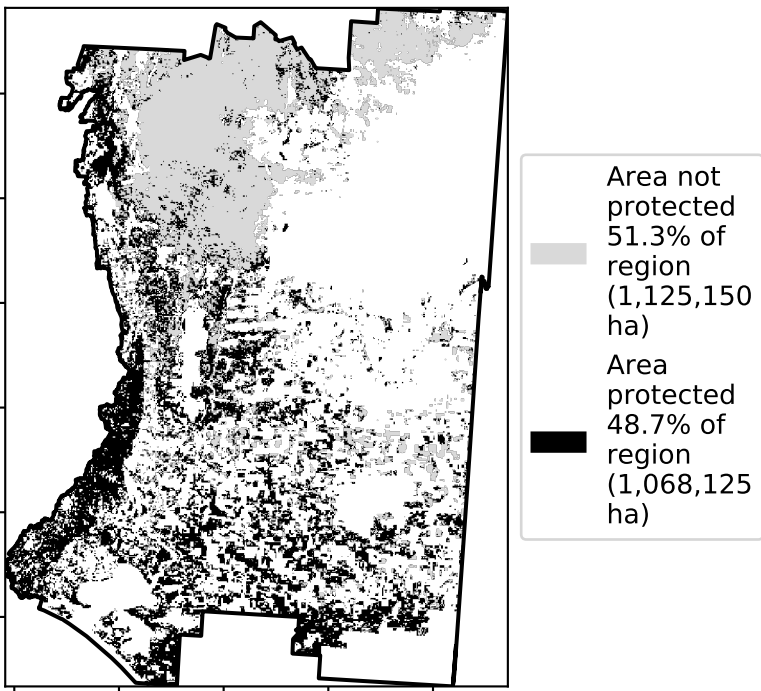 Area not
protected
51.3% of
region
(1,125,150
ha)
Area
protected
48.7% of
region
(1,068,125
ha)